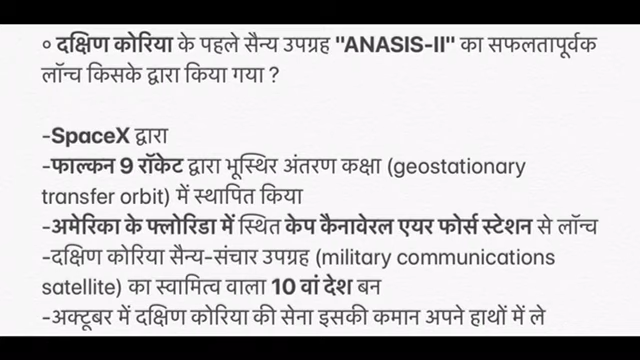 ० दक्षिण कोरिया के पहले सैन्य उपग्रह "ANASIS-II" का सफलतापूर्वक
लॉन्च किसके द्वारा किया गया ?
-SpaceX द्वारा
-फाल्कन 9 रॉकेट द्वारा भूस्थिर अंतरण कक्षा (geostationary
transfer orbit) में स्थापित किया
-अमेरिका के फ्लोरिडा में स्थित केप कैनावेरल एयर फोर्स स्टेशन से लॉन्च
-दक्षिण कोरिया सैन्य-संचार उपग्रह (military communications
satellite) का स्वामित्व वाला 10 वां देश बन
-अक्टूबर में दक्षिण कोरिया की सेना इसकी कमान अपने हाथों में ले